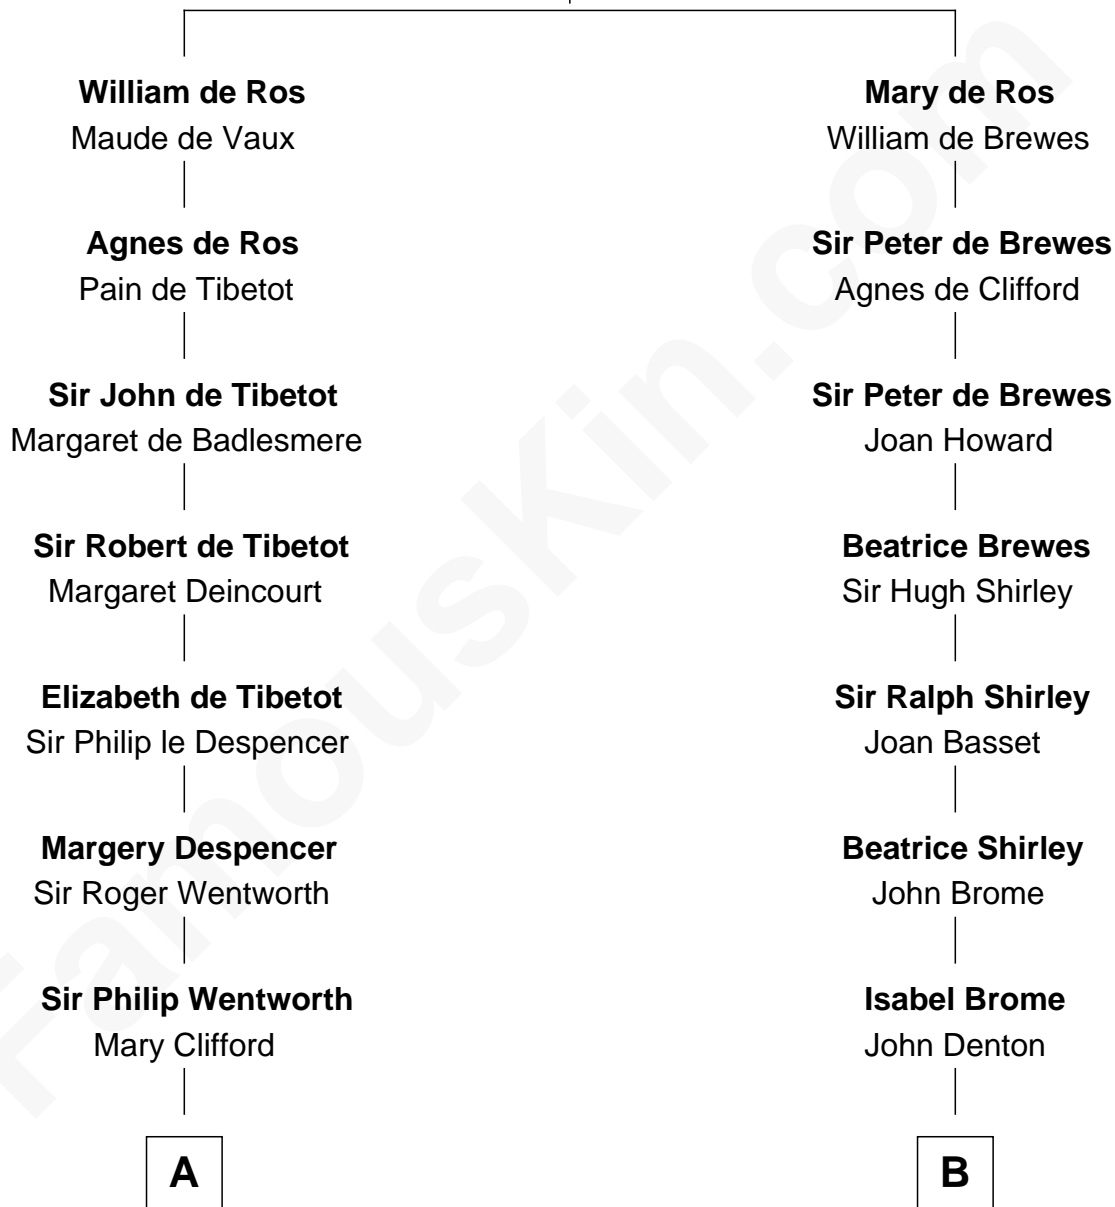 William de Ros
Maude de Vaux
Agnes de Ros
Pain de Tibetot
Sir John de Tibetot
Margaret de Badlesmere
Sir Robert de Tibetot
Margaret Deincourt
Elizabeth de Tibetot
Sir Philip le Despencer
Margery Despencer
Sir Roger Wentworth
Sir Philip Wentworth
Mary Clifford
A
Mary de Ros
William de Brewes
Sir Peter de Brewes
Agnes de Clifford
Sir Peter de Brewes
Joan Howard
Beatrice Brewes
Sir Hugh Shirley
Sir Ralph Shirley
Joan Basset
Beatrice Shirley
John Brome
Isabel Brome
John Denton
B
FamousKin.com